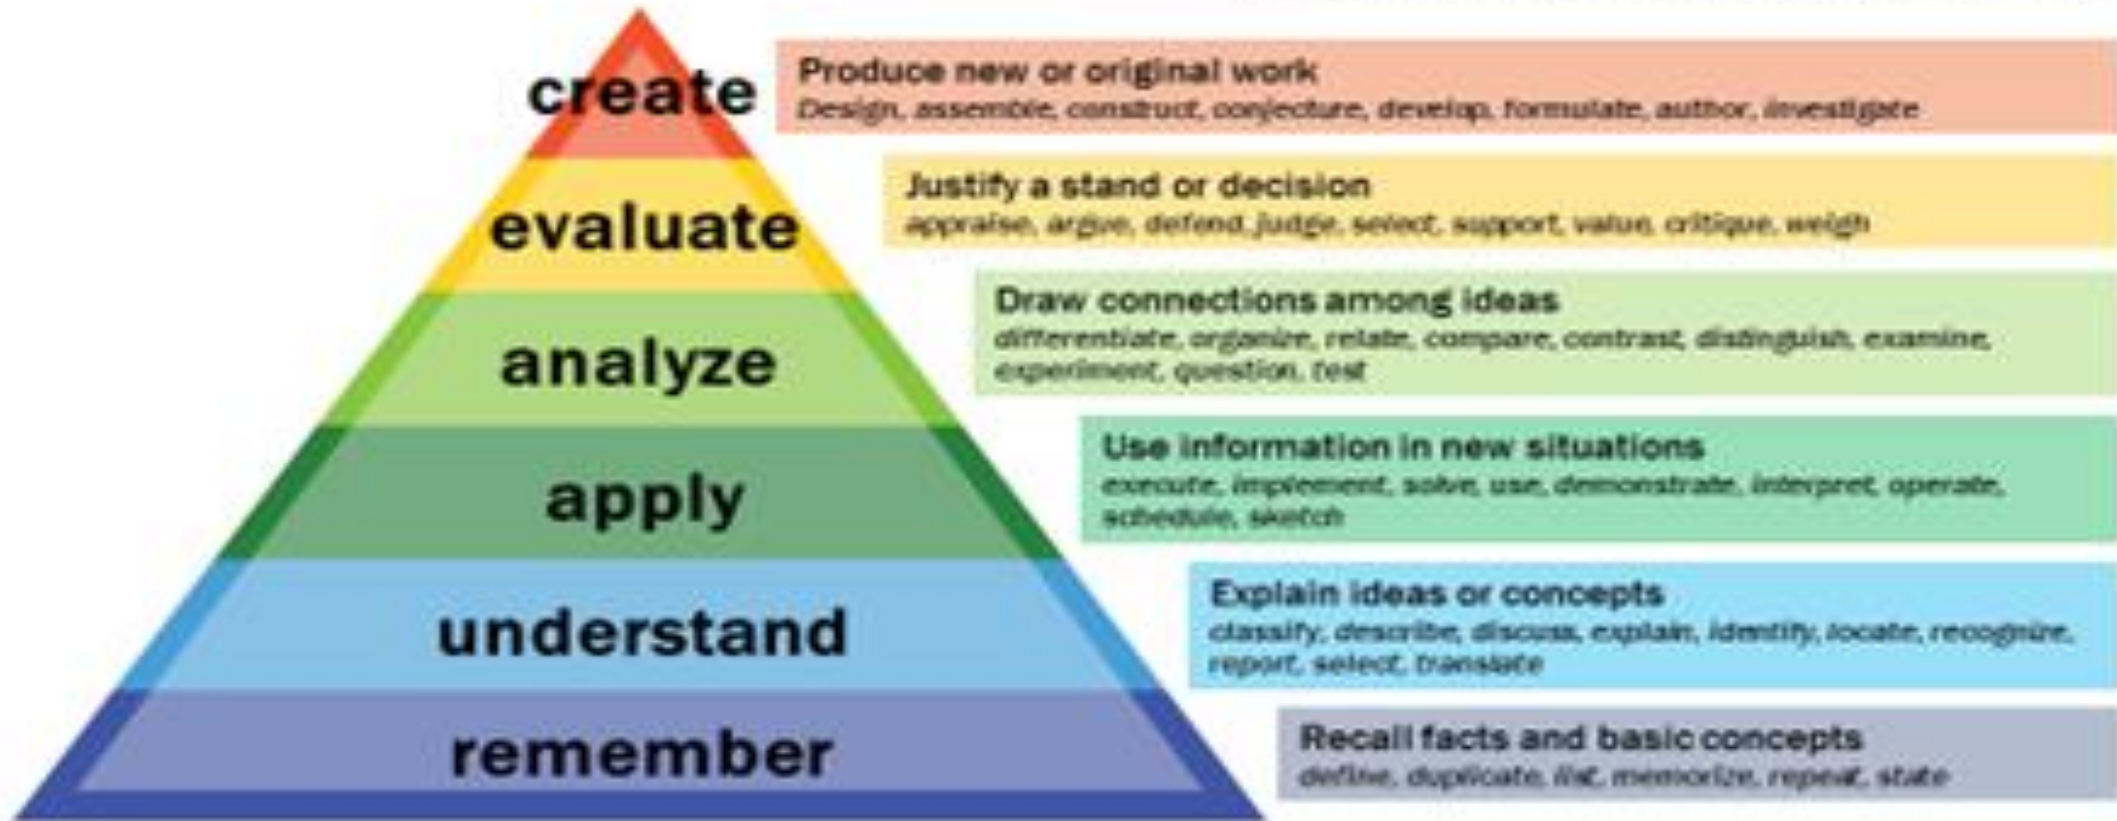 create
Produce new or original work
Design, assemble, construct, conjecture, develop, formulate, author, investigate
evaluate
Justify a stand or decision
appraise, argue, defend, judge, select, support, value, critique, weigh
analyze
Draw connections among ideas
differentiate, organize, relate, compare, contrast, distinguish, examine,
experiment, question, test
apply
Use information in new situations
execute, implement, solve, use, demonstrate, interpret, operate,
schedule, sketch
understand
Explain ideas or concepts
classify, describe, discuss, explain, identify, locate, recognize,
report, select, translate
remember
Recall facts and basic concepts
define, duplicate, list, memorize, repeat, state